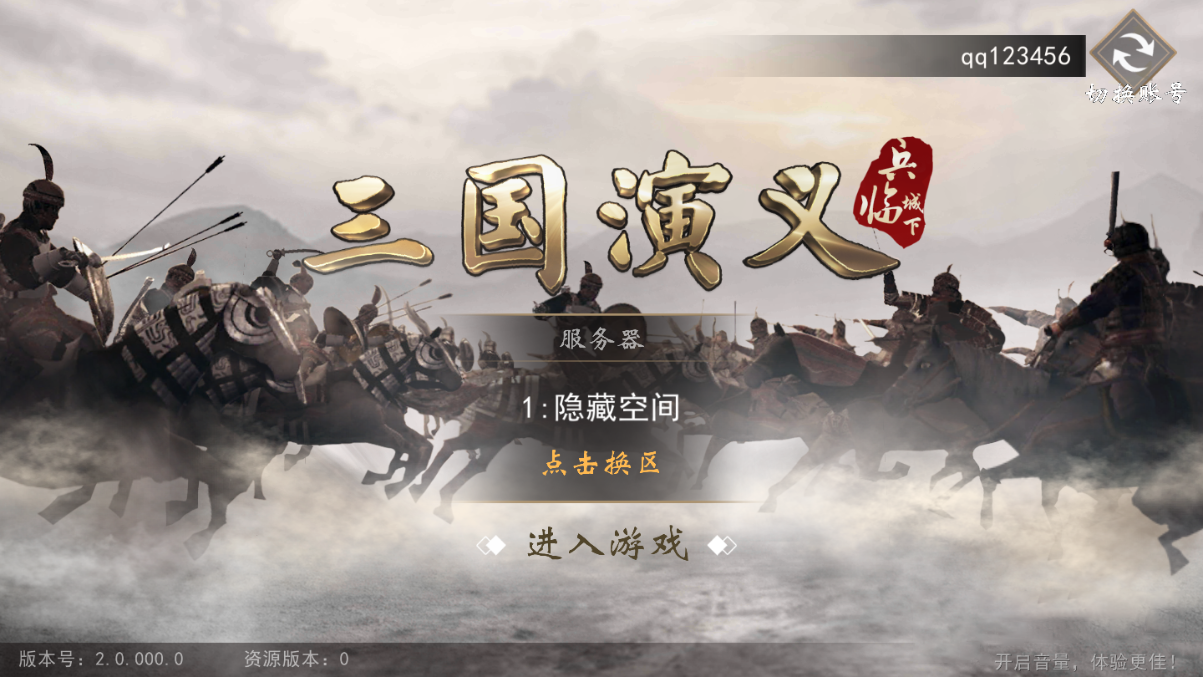 qq123456
切换账号
三国演义
兵临城下
服务器
1:隐藏空间
点击换区
进入游戏
版本号：2.0.000.0
资源版本：0
开启音量，体验更佳！